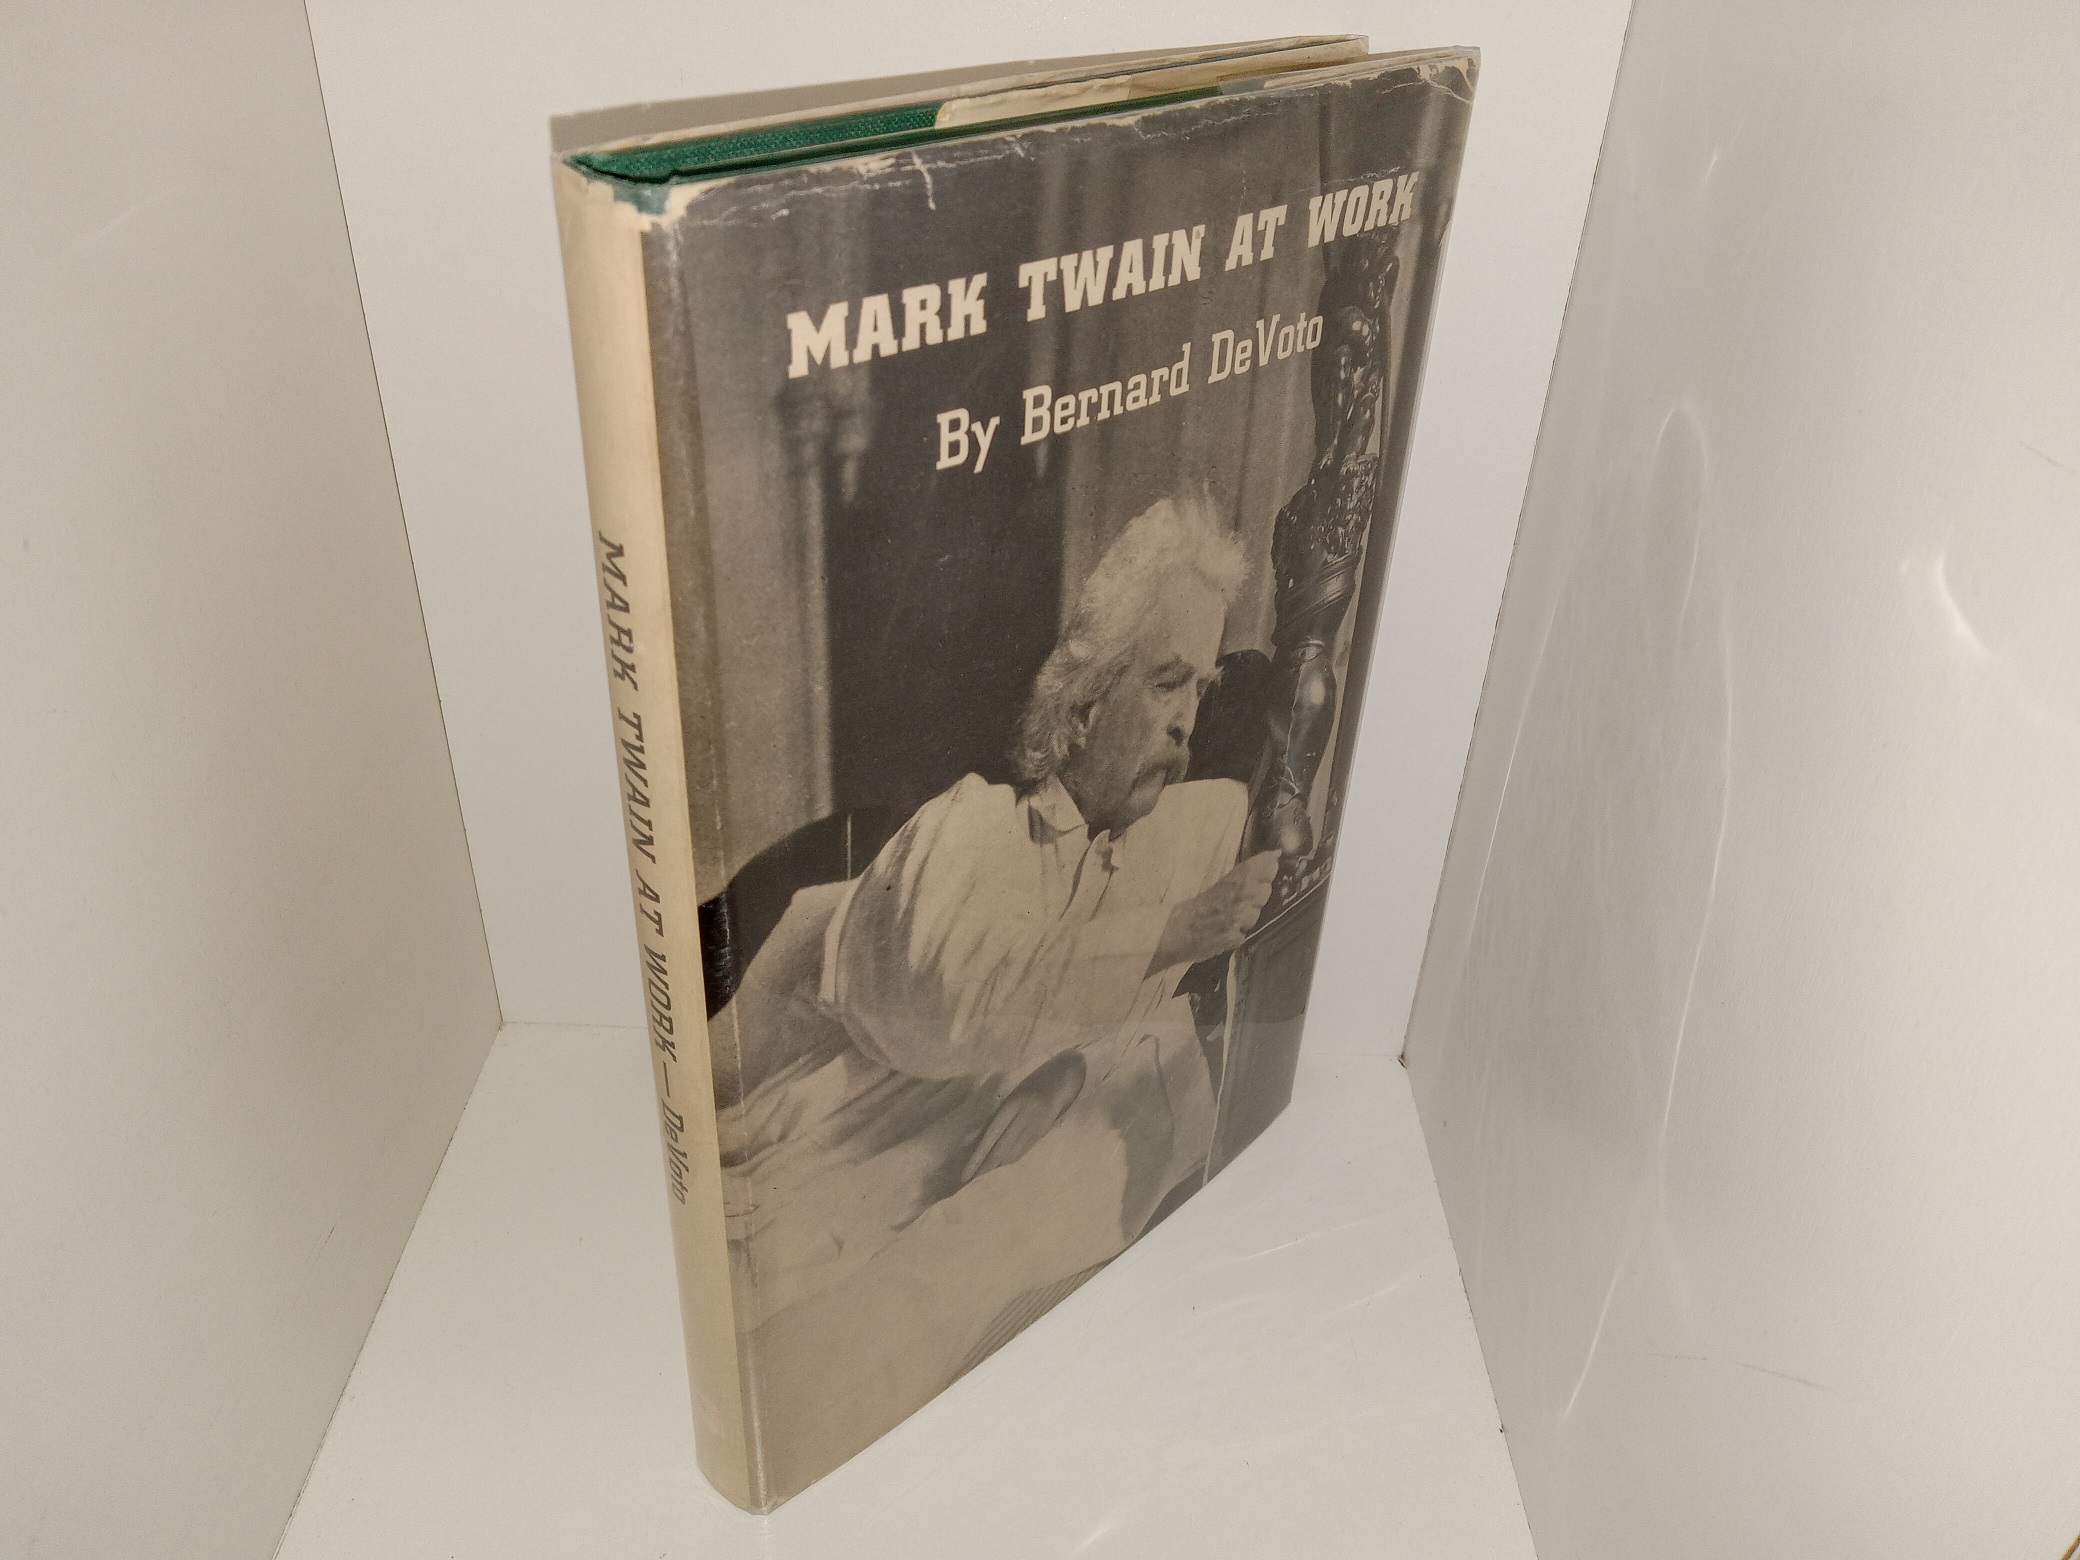 MARK TWAIN AT WORK
By Bernard DeVoto
MARK TWAIN AT WORK—DeVoto